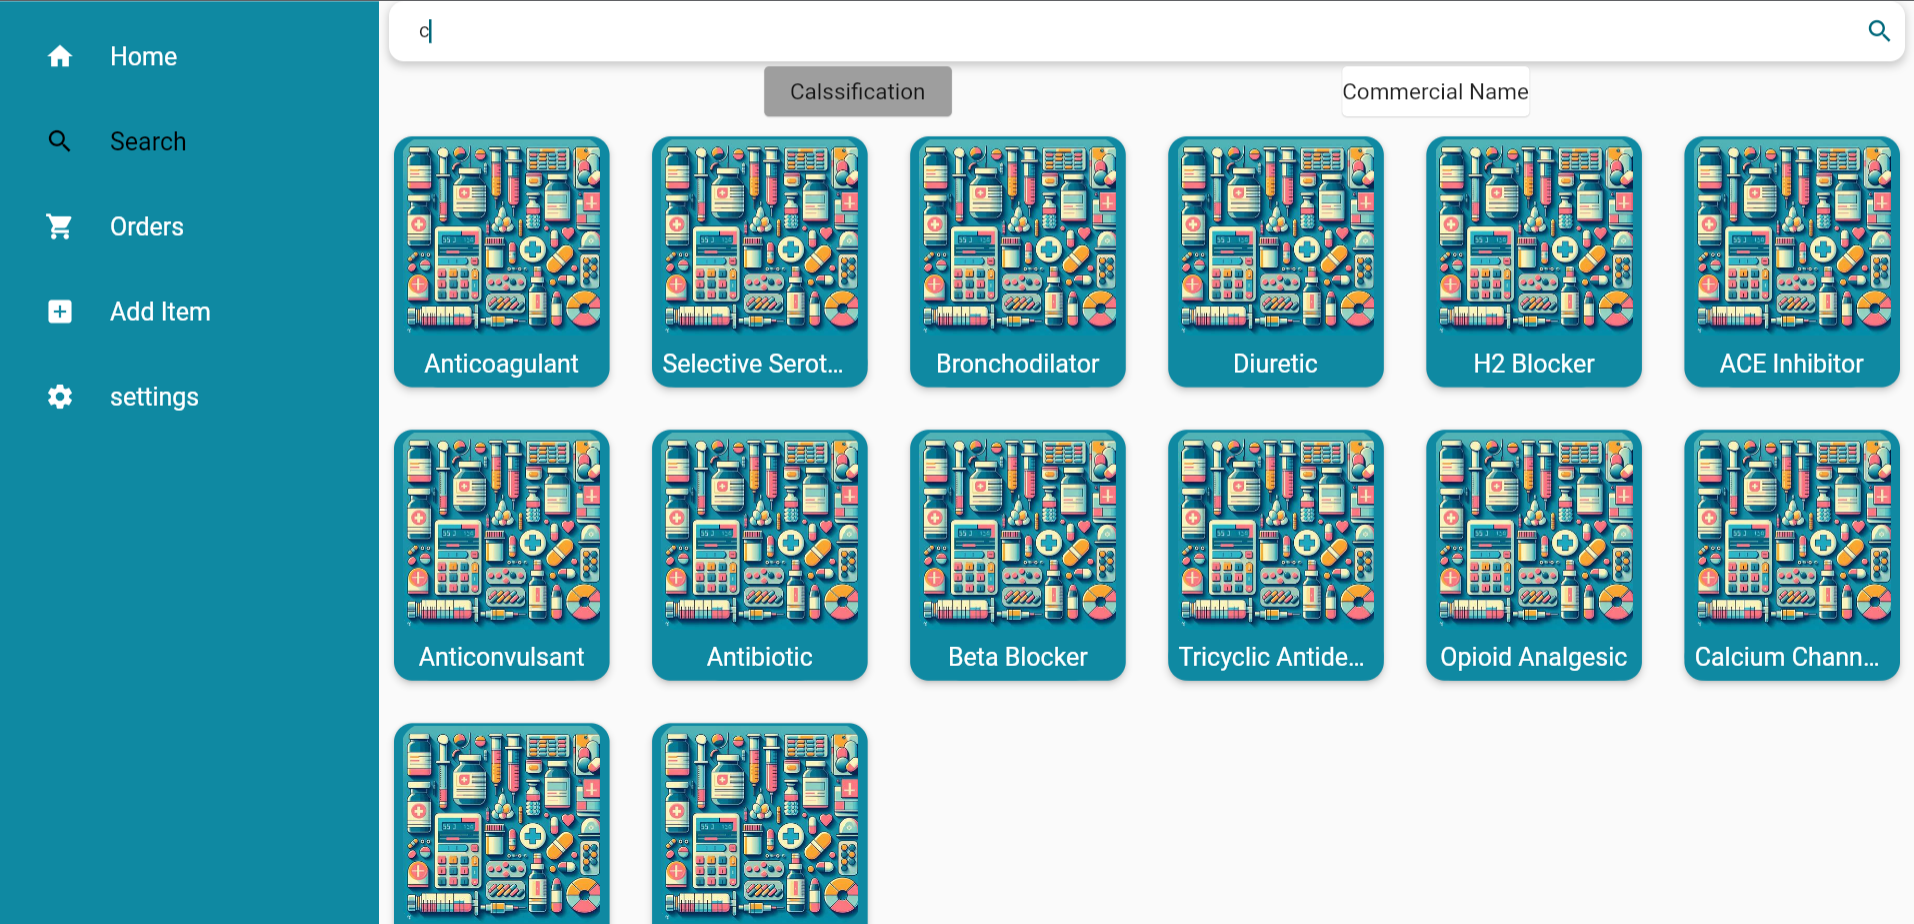 Home
Search
Orders
Add Item
settings
c
Calssification
Commercial Name
Anticoagulant
Selective Serot...
Bronchodilator
Diuretic
H2 Blocker
ACE Inhibitor
Anticonvulsant
Antibiotic
Beta Blocker
Tricyclic Antide...
Opioid Analgesic
Calcium Chann...